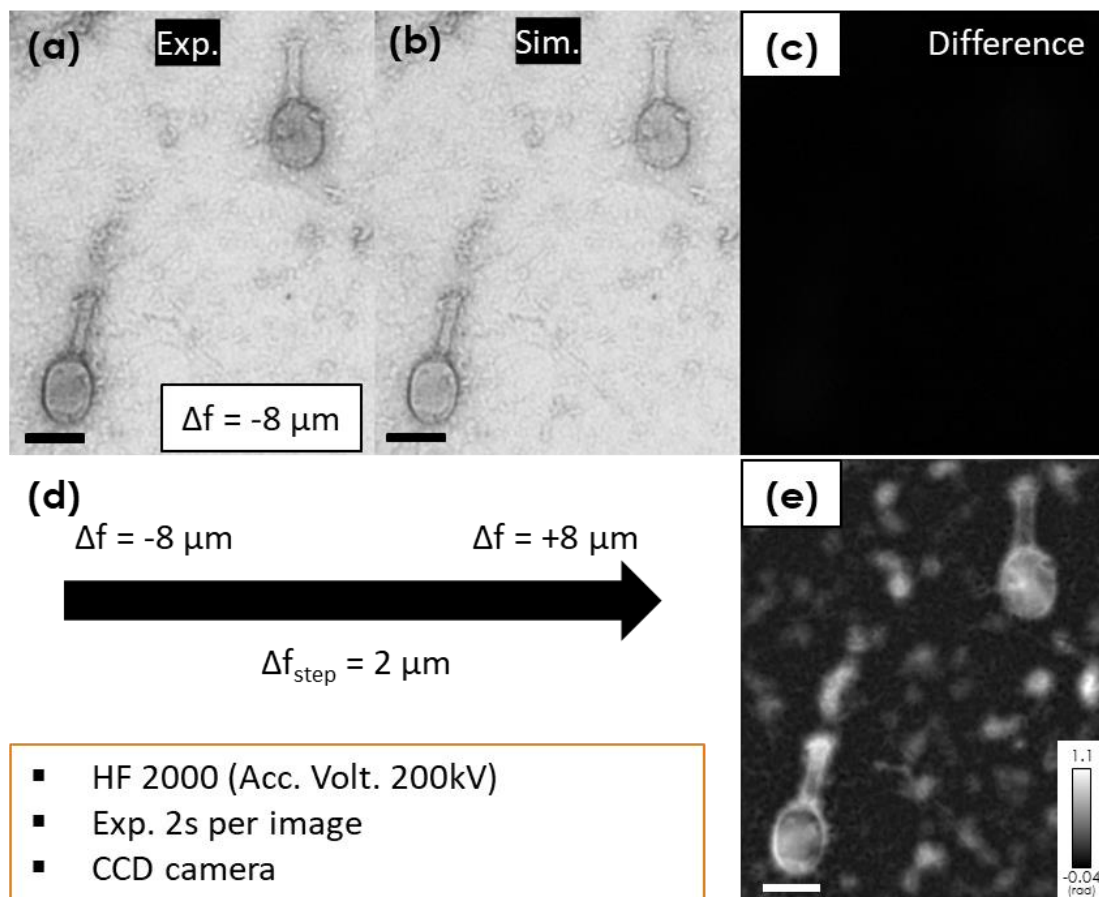 (a)
Exp.
(b)
Sim.
(c)
Difference
Δf = -8 μm
(d)
Δf = -8 μm
Δf = +8 μm
Δfstep = 2 μm
(e)
▪ HF 2000 (Acc. Volt. 200kV)
▪ Exp. 2s per image
▪ CCD camera
1.1
-0.04
(rad)